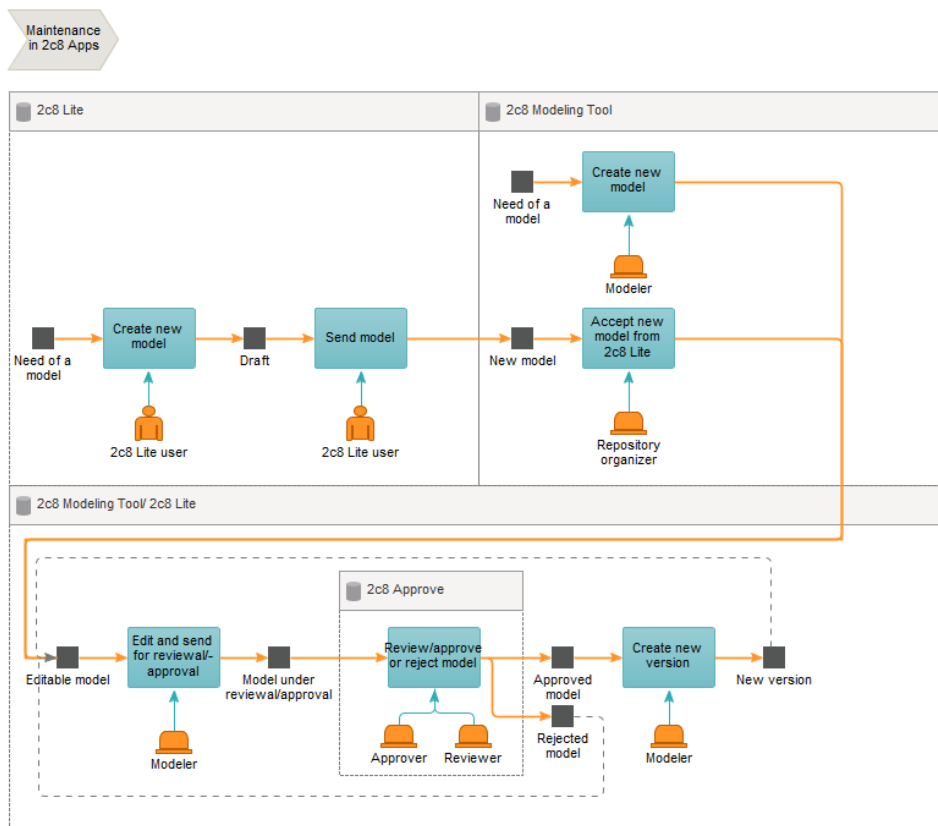 Maintenance
in 2c8 Apps
2c8 Lite
2c8 Modeling Tool
Create new
model
Need of a
model
Modeler
Create new
model
Send model
Accept new
model from
2c8 Lite
Need of a
model
Draft
New model
2c8 Lite user
2c8 Lite user
Repository
organizer
2c8 Modeling Tool/ 2c8 Lite
2c8 Approve
Edit and send
for reviewal/-
approval
Review/approve
or reject model
Create new
version
Editable model
Model under
reviewal/approval
Approved
model
New version
Rejected
model
Modeler
Approver
Reviewer
Modeler